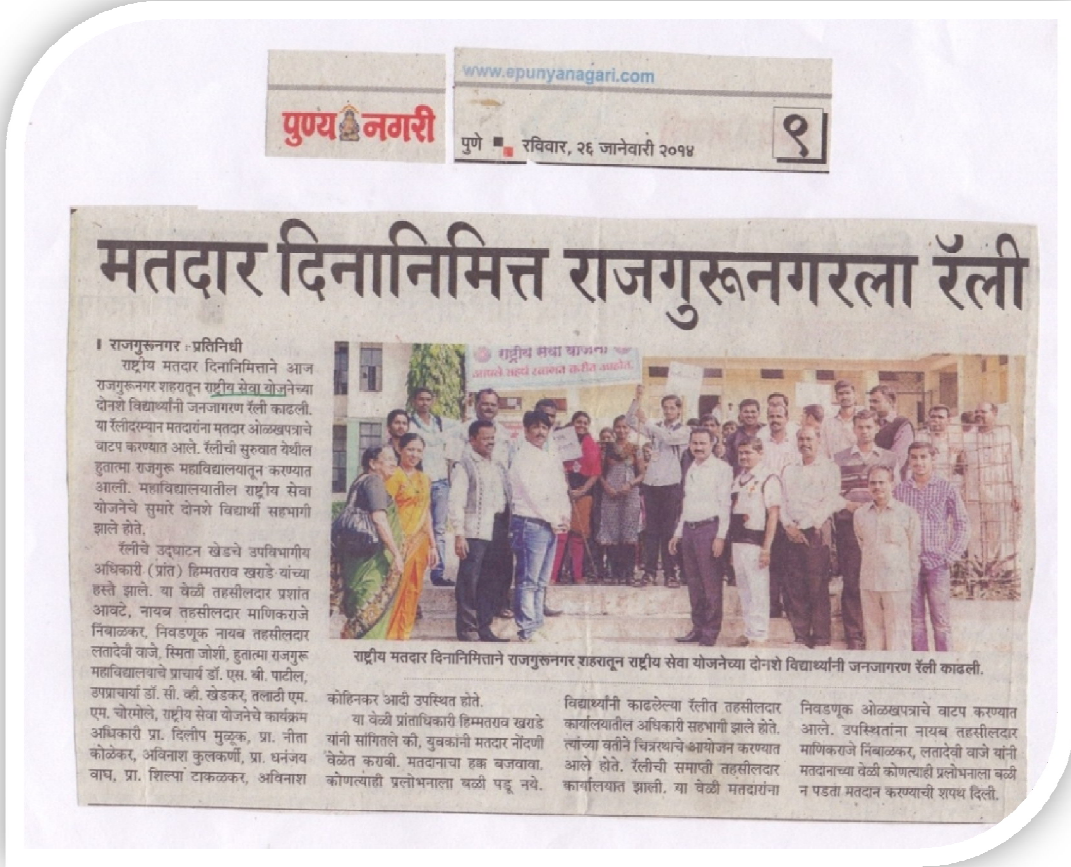 www.epunyanagari.com
पुण्य नगरी
पुणे रविवार, २६ जानेवारी २०१४
९
मतदार दिनानिमित्त राजगुरूनगरला रॅली
राजगुरूनगर : प्रतिनिधी
राष्ट्रीय मतदार दिनानिमित्ताने आज
राजगुरूनगर शहरातून राष्ट्रीय सेवा योजनेच्या
दोनशे विद्यार्थ्यांनी जनजागरण रॅली काढली.
या रॅलीदरम्यान मतदारांना मतदार ओळखपत्राचे
वाटप करण्यात आले. रॅलीची सुरुवात येथील
हुतात्मा राजगुरू महाविद्यालयातून करण्यात
आली. महाविद्यालयातील राष्ट्रीय सेवा
योजनेचे सुमारे दोनशे विद्यार्थी सहभागी
झाले होते.
रॅलीचे उद्घाटन खेडचे उपविभागीय
अधिकारी (प्रांत) हिम्मतराव खराडे यांच्या
हस्ते झाले. या वेळी तहसीलदार प्रशांत
आवटे, नायब तहसीलदार माणिकराजे
निंबाळकर, निवडणूक नायब तहसीलदार
लतादेवी वाजे, स्मिता जोशी, हुतात्मा राजगुरू
महाविद्यालयाचे प्राचार्य डॉ. एस. बी. पाटील,
उपप्राचार्या डॉ. सी. व्ही. खेडकर, तलाठी एम.
एम. चोरमोले, राष्ट्रीय सेवा योजनेचे कार्यक्रम
अधिकारी प्रा. दिलीप मुळूक, प्रा. नीता
कोळेकर, अविनाश कुलकर्णी, प्रा. धनंजय
वाघ, प्रा. शिल्पा टाकळकर, अविनाश
राष्ट्रीय सेवा योजना
आपले सहर्ष स्वागत करीत आहोत.
राष्ट्रीय मतदार दिनानिमित्ताने राजगुरूनगर शहरातून राष्ट्रीय सेवा योजनेच्या दोनशे विद्यार्थ्यांनी जनजागरण रॅली काढली.
कोहिनकर आदी उपस्थित होते.
या वेळी प्रांताधिकारी हिम्मतराव खराडे
यांनी सांगितले की, युवकांनी मतदार नोंदणी
वेळेत करावी. मतदानाचा हक्क बजवावा.
कोणत्याही प्रलोभनाला बळी पडू नये.
विद्यार्थ्यांनी काढलेल्या रॅलीत तहसीलदार
कार्यालयातील अधिकारी सहभागी झाले होते.
त्यांच्या वतीने चित्ररथाचे आयोजन करण्यात
आले होते. रॅलीची समाप्ती तहसीलदार
कार्यालयात झाली. या वेळी मतदारांना
निवडणूक ओळखपत्राचे वाटप करण्यात
आले. उपस्थितांना नायब तहसीलदार
माणिकराजे निंबाळकर, लतादेवी वाजे यांनी
मतदानाच्या वेळी कोणत्याही प्रलोभनाला बळी
न पडता मतदान करण्याची शपथ दिली.